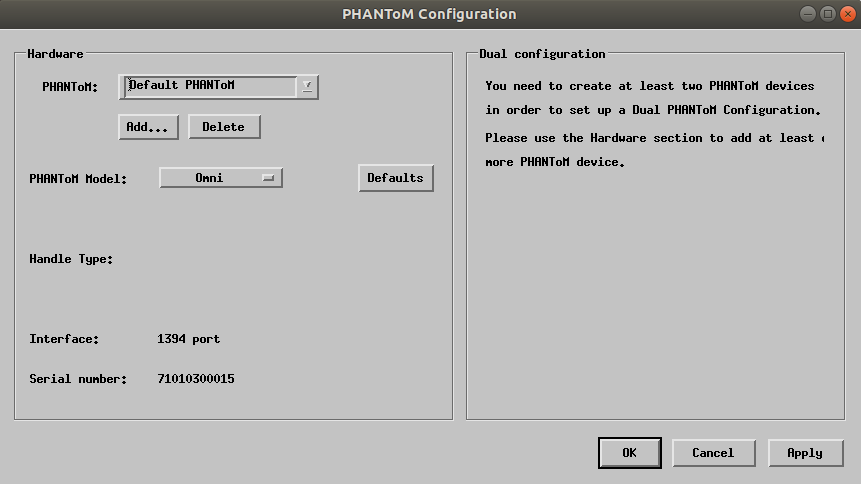 PHANToM Configuration
Hardware
PHANToM: Default PHANToM
Add... Delete
PHANToM Model: Omni Defaults
Handle Type:
Interface: 1394 port
Serial number: 71010300015
Dual configuration
You need to create at least two PHANToM devices
in order to set up a Dual PHANToM Configuration.
Please use the Hardware section to add at least
more PHANToM device.
OK Cancel Apply